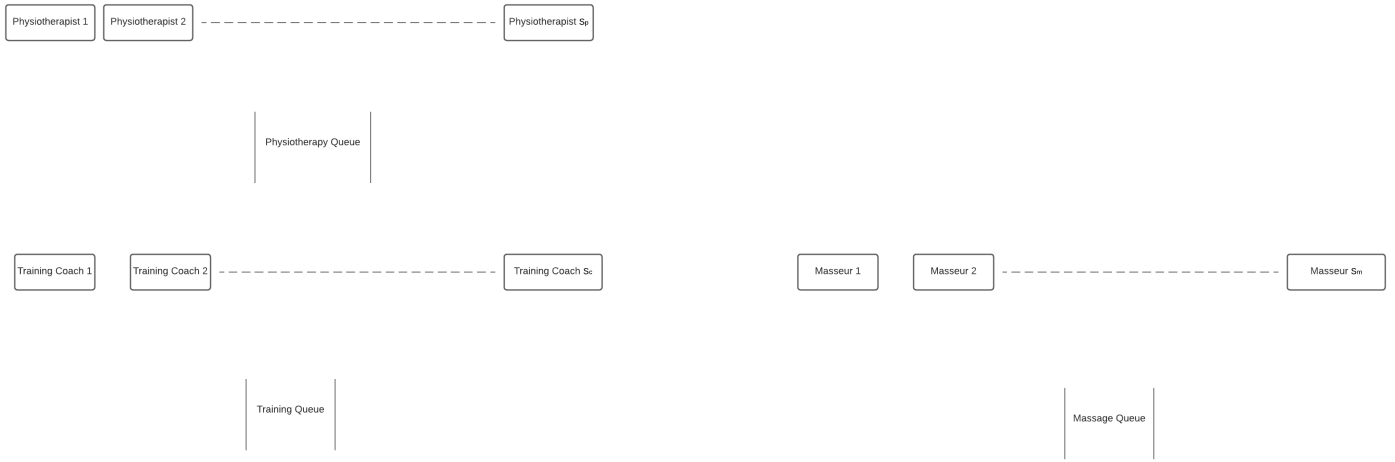 Physiotherapist 1
Physiotherapist 2
Physiotherapist Sp
Physiotherapy Queue
Training Coach 1
Training Coach 2
Training Coach Sc
Masseur 1
Masseur 2
Masseur Sm
Training Queue
Massage Queue